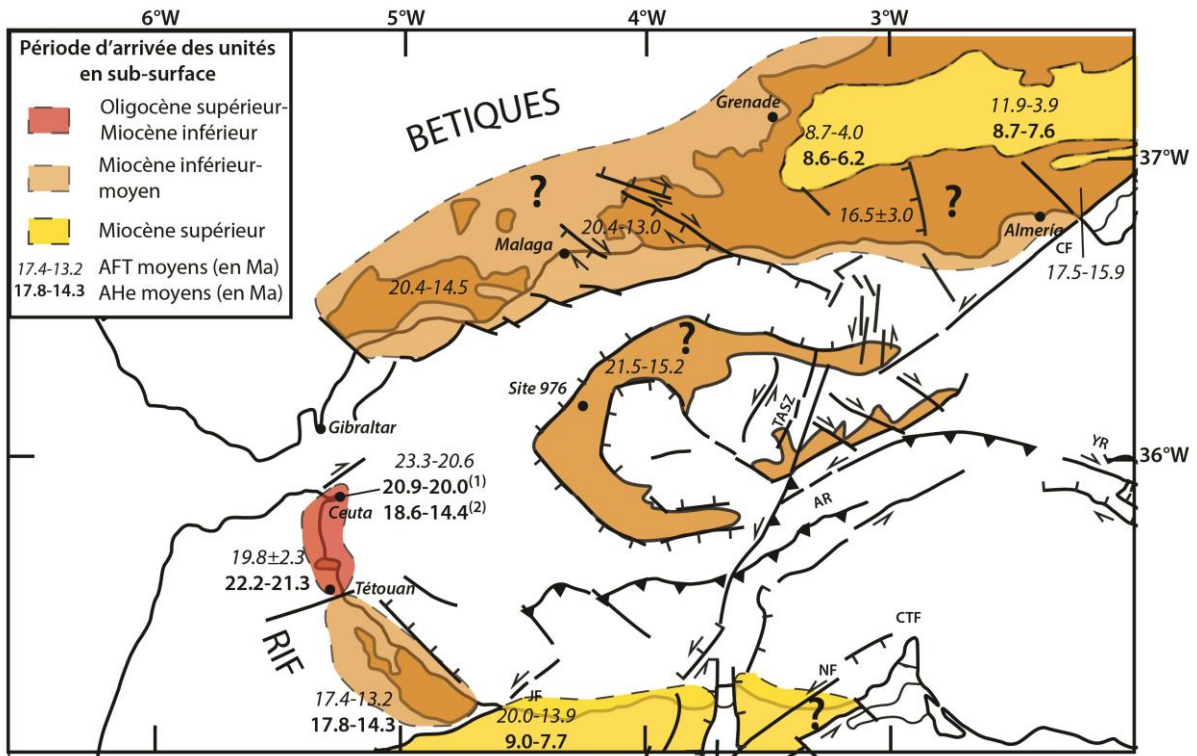 6°W
5°W
4°W
3°W
Période d'arrivée des unités
en sub-surface
Oligocène supérieur-
Miocène inférieur
Miocène inférieur-
moyen
Miocène supérieur
17.4-13.2 AFT moyens (en Ma)
17.8-14.3 AHe moyens (en Ma)
BETIQUES
Grenade
8.7-4.0
8.6-6.2
11.9-3.9
8.7-7.6
37°W
?
?
16.5±3.0
20.4-13.0
Malaga
Almería
CF
17.5-15.9
20.4-14.5
?
21.5-15.2
Site 976
TASZ
Gibraltar
YR
36°W
23.3-20.6
20.9-20.0(1)
18.6-14.4(2)
Ceuta
AR
19.8±2.3
22.2-21.3
Tétouan
RIF
CTF
NF
JF
17.4-13.2
17.8-14.3
20.0-13.9
9.0-7.7
?